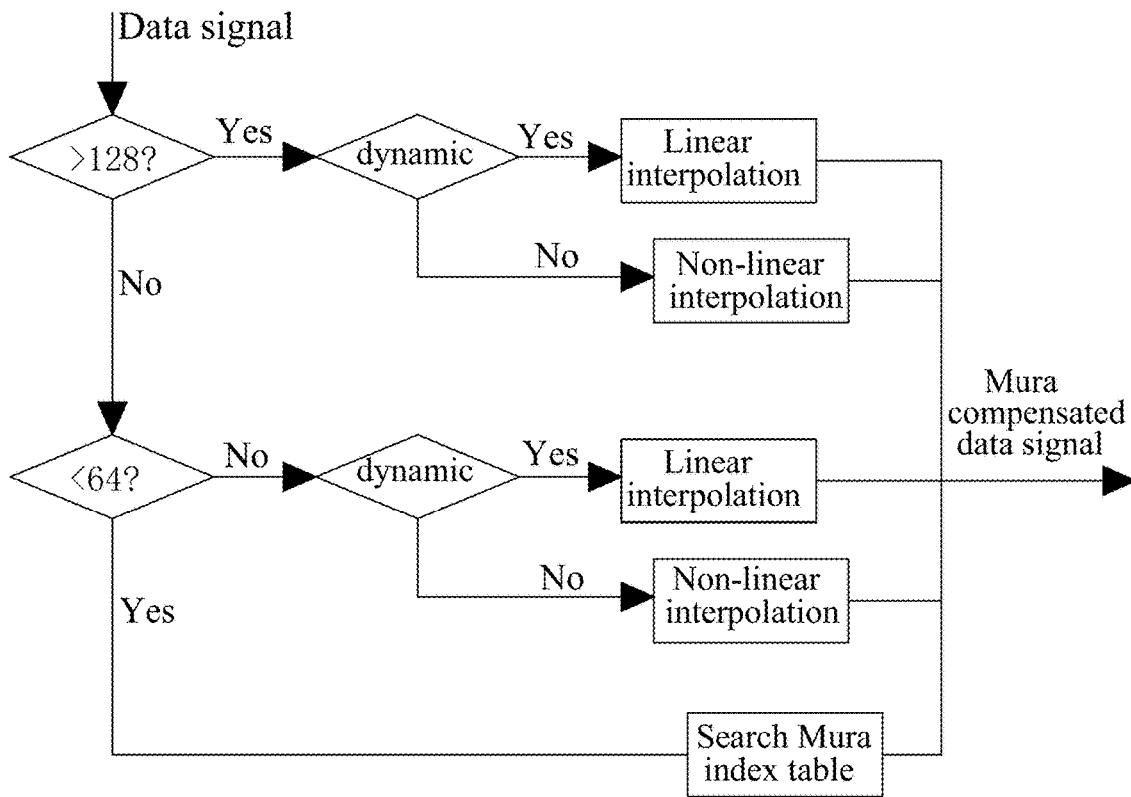 Data signal
>128?
Yes
dynamic
Yes
Linear
interpolation
No
No
Non-linear
interpolation
Mura
compensated
data signal
<64?
No
dynamic
Yes
Linear
interpolation
Yes
No
Non-linear
interpolation
Search Mura
index table